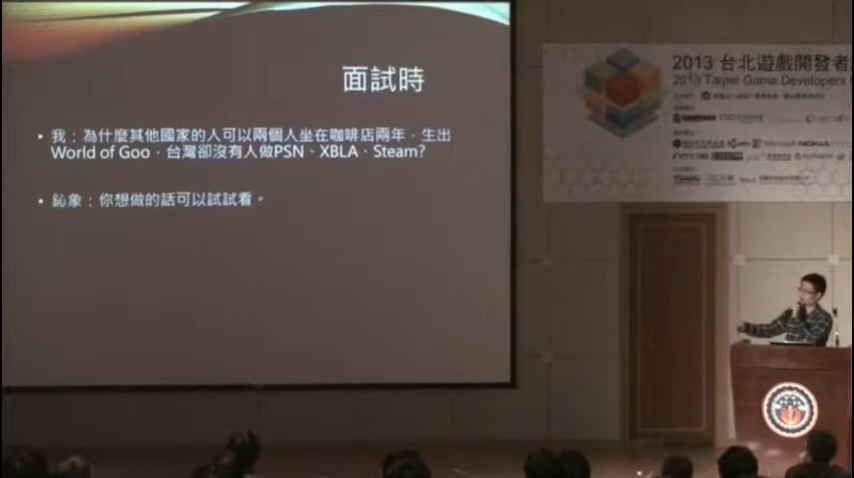 面試時
• 我：為什麼其他國家的人可以兩個人坐在咖啡店兩年，生出
World of Goo，台灣卻沒有人做PSN、XBLA、Steam?
• 鈊象：你想做的話可以試試看。
2013 台北遊戲開發者
2013 Taipei Game Developers
Microsoft NOKIA